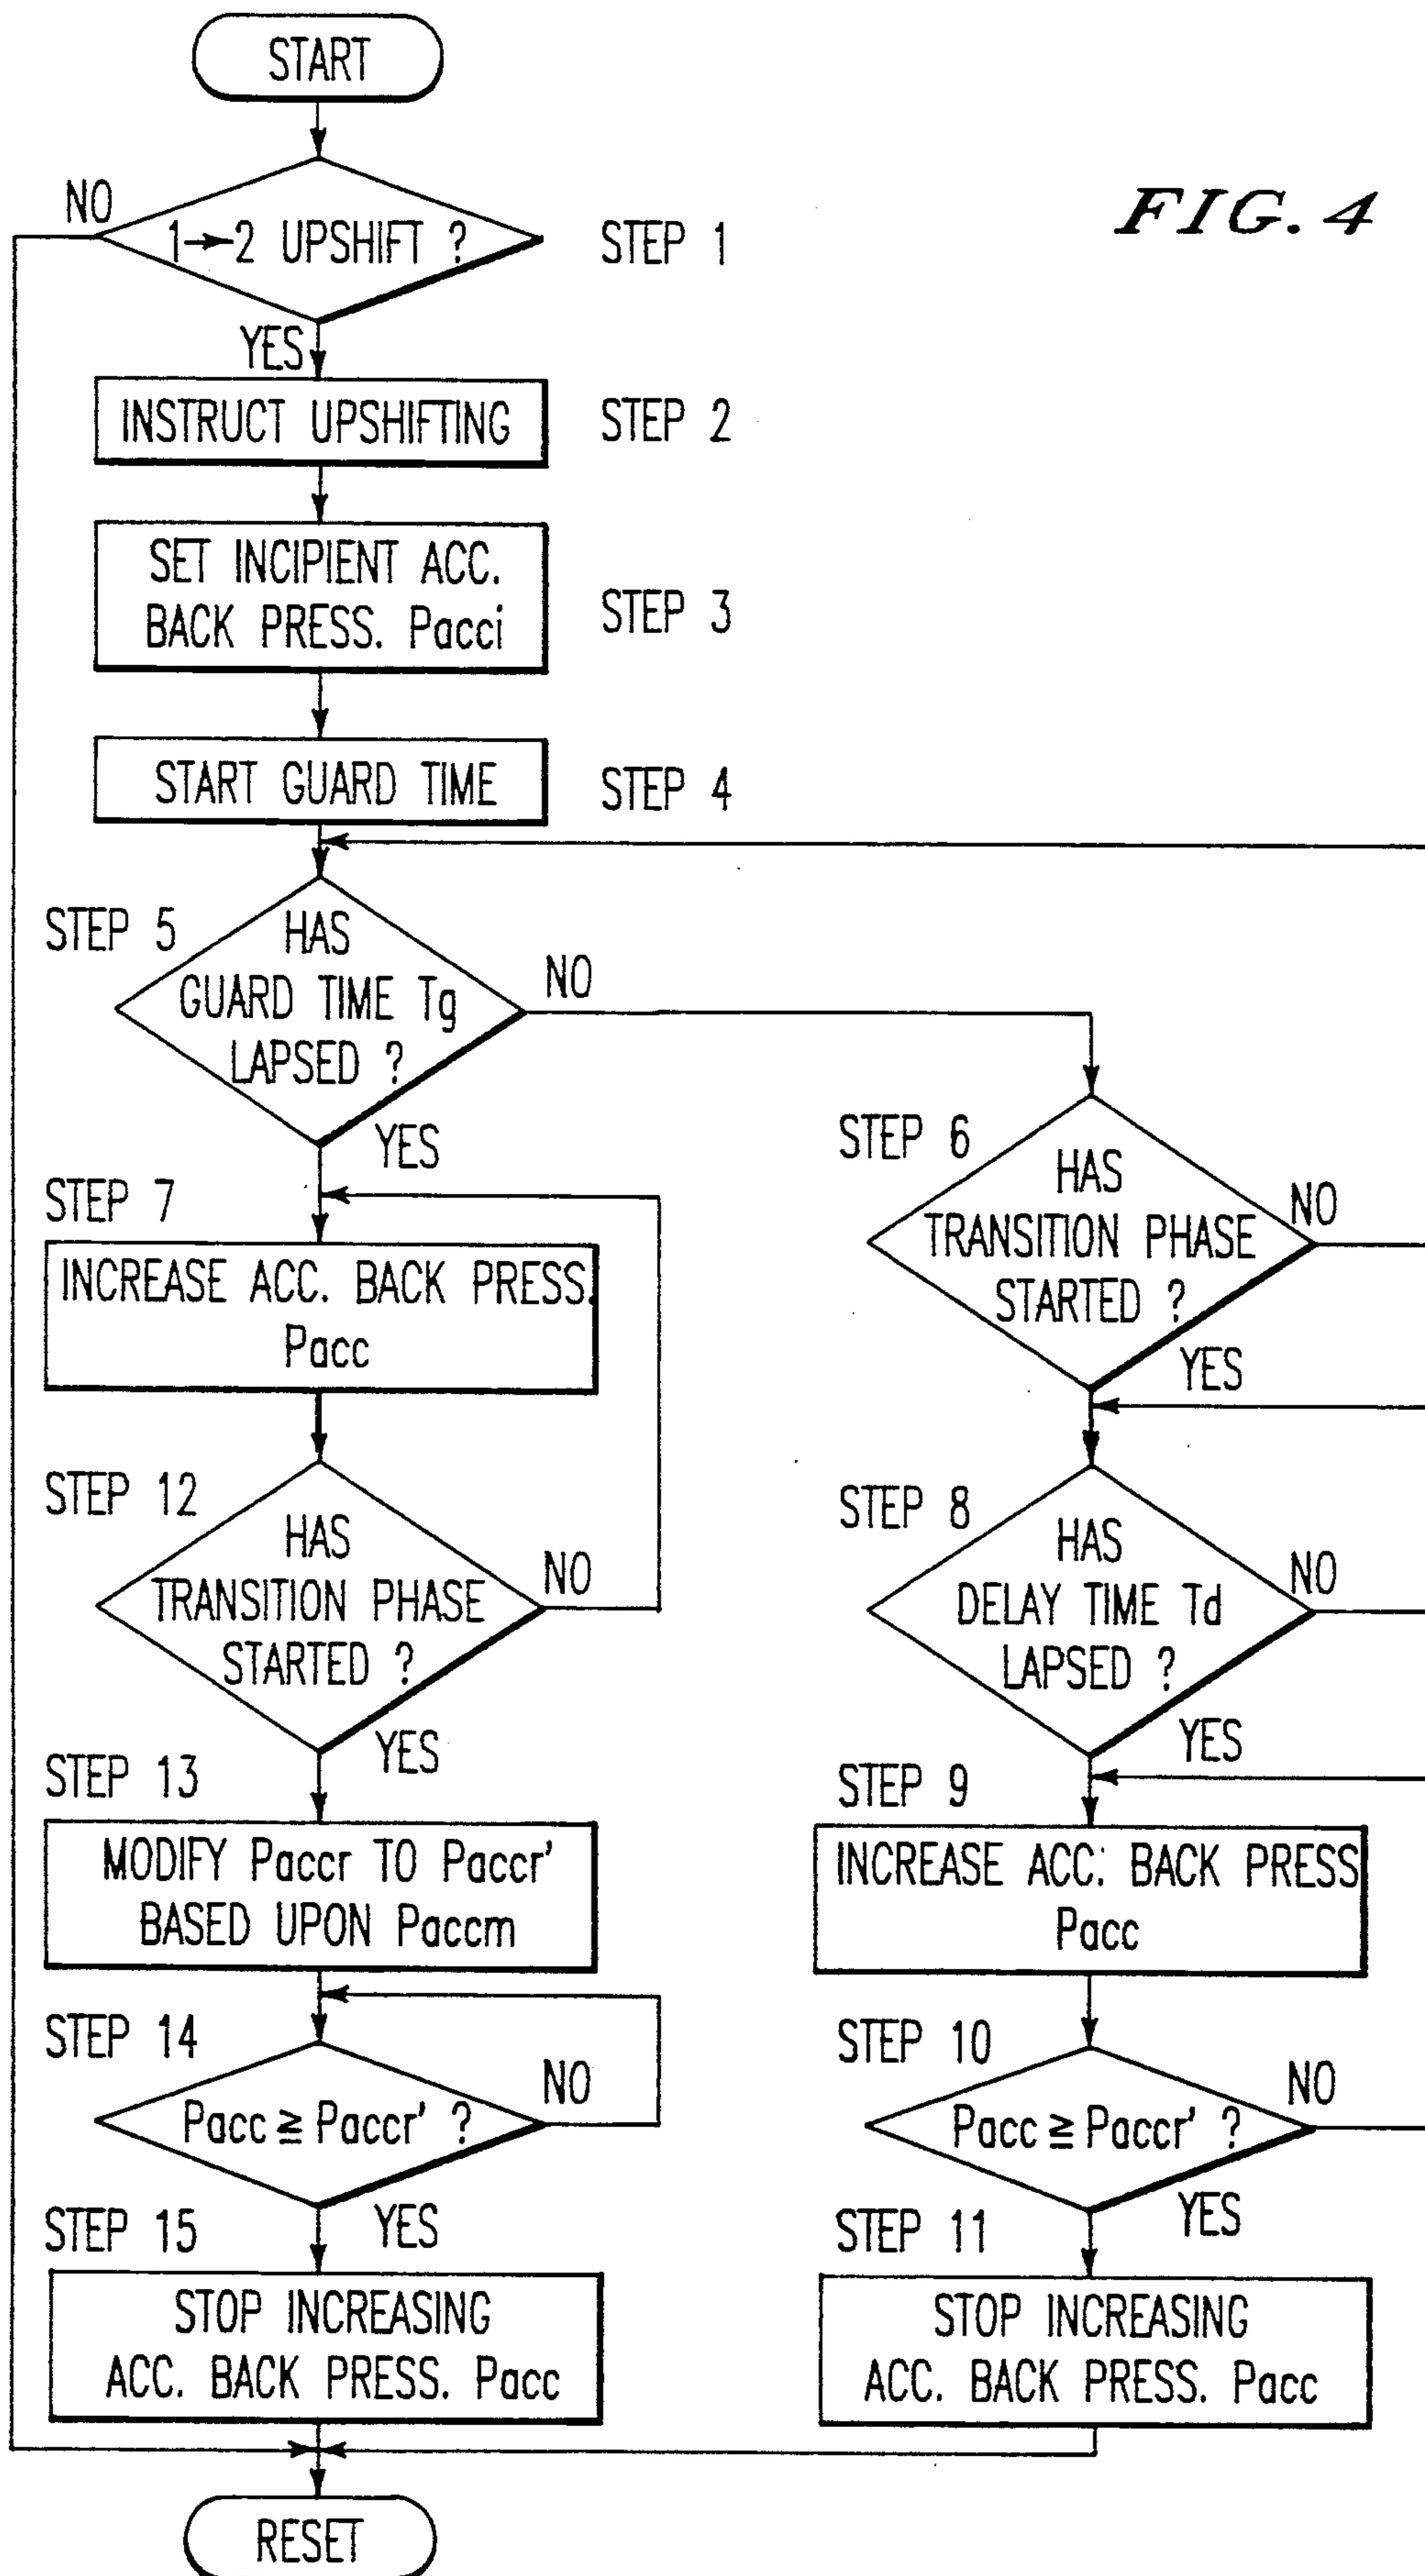 START
FIG. 4
NO
1→2 UPSHIFT ?
STEP 1
YES
INSTRUCT UPSHIFTING
STEP 2
SET INCIPIENT ACC.
BACK PRESS. Pacci
STEP 3
START GUARD TIME
STEP 4
STEP 5
HAS
GUARD TIME Tg
LAPSED ?
NO
YES
STEP 6
HAS
TRANSITION PHASE
STARTED ?
NO
YES
STEP 7
INCREASE ACC. BACK PRESS.
Pacc
STEP 12
HAS
TRANSITION PHASE
STARTED ?
NO
YES
STEP 8
HAS
DELAY TIME Td
LAPSED ?
NO
YES
STEP 13
MODIFY Paccr TO Paccr'
BASED UPON Paccm
STEP 9
INCREASE ACC. BACK PRESS
Pacc
STEP 14
Pacc ≧ Paccr' ?
NO
YES
STEP 10
Pacc ≧ Paccr' ?
NO
YES
STEP 15
STOP INCREASING
ACC. BACK PRESS. Pacc
STEP 11
STOP INCREASING
ACC. BACK PRESS. Pacc
RESET